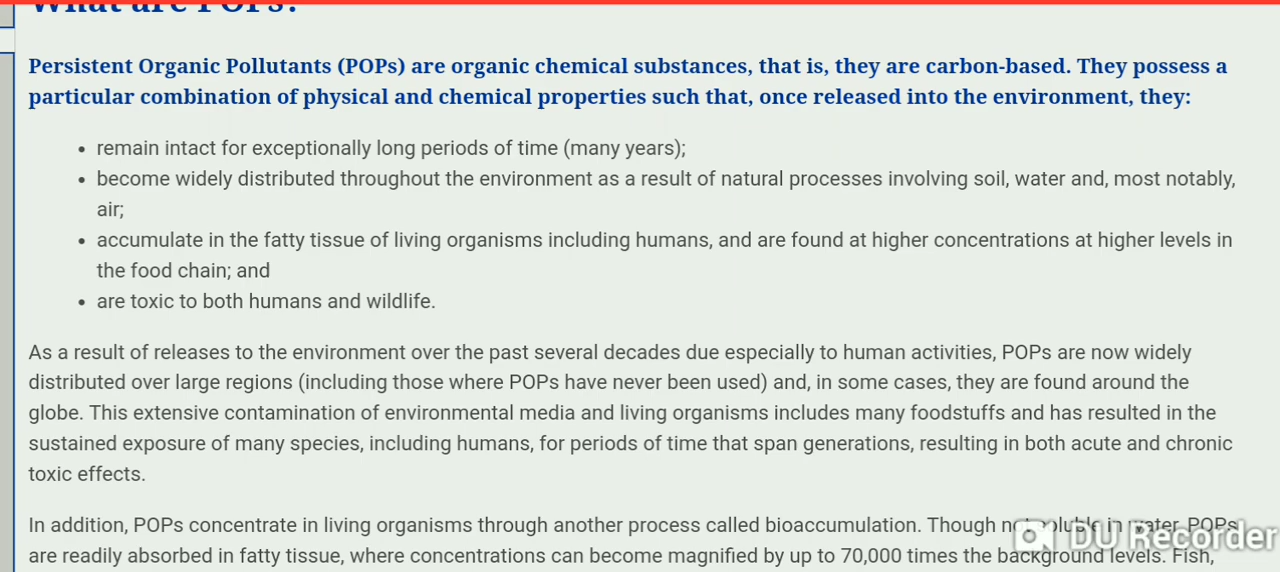 What are POPs?
Persistent Organic Pollutants (POPs) are organic chemical substances, that is, they are carbon-based. They possess a
particular combination of physical and chemical properties such that, once released into the environment, they:
• remain intact for exceptionally long periods of time (many years);
• become widely distributed throughout the environment as a result of natural processes involving soil, water and, most notably,
air;
• accumulate in the fatty tissue of living organisms including humans, and are found at higher concentrations at higher levels in
the food chain; and
• are toxic to both humans and wildlife.
As a result of releases to the environment over the past several decades due especially to human activities, POPs are now widely
distributed over large regions (including those where POPs have never been used) and, in some cases, they are found around the
globe. This extensive contamination of environmental media and living organisms includes many foodstuffs and has resulted in the
sustained exposure of many species, including humans, for periods of time that span generations, resulting in both acute and chronic
toxic effects.
In addition, POPs concentrate in living organisms through another process called bioaccumulation. Though not soluble in water, POPs
are readily absorbed in fatty tissue, where concentrations can become magnified by up to 70,000 times the background levels. Fish,
DU Recorder